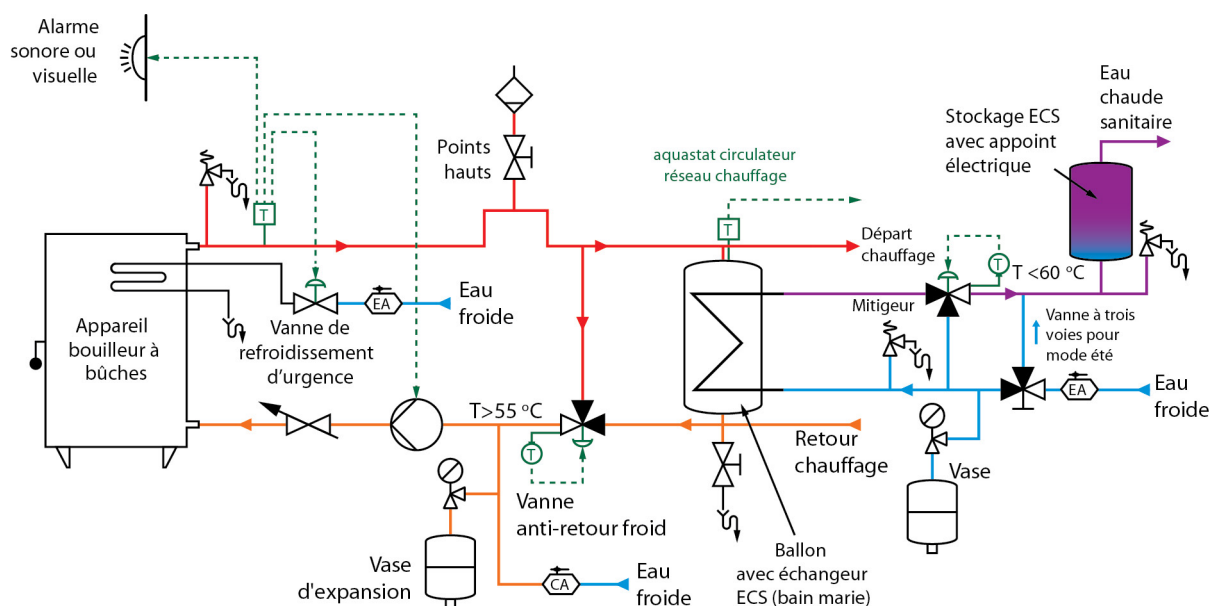 Alarme
sonore ou
visuelle
Points
hauts
aquastat circulateur
réseau chauffage
Stockage ECS
avec appoint
électrique
Eau
chaude
sanitaire
T
T
Départ
chauffage
T
T <60 °C
Mitigeur
Appareil
bouilleur à
bûches
EA
Eau
froide
Vanne de
refroidissement
d'urgence
Vanne à trois
voies pour
mode été
EA
Eau
froide
T>55 °C
T
Vanne
anti-retour froid
Retour
chauffage
Vase
Vase
d'expansion
CA
Eau
froide
Ballon
avec échangeur
ECS (bain marie)